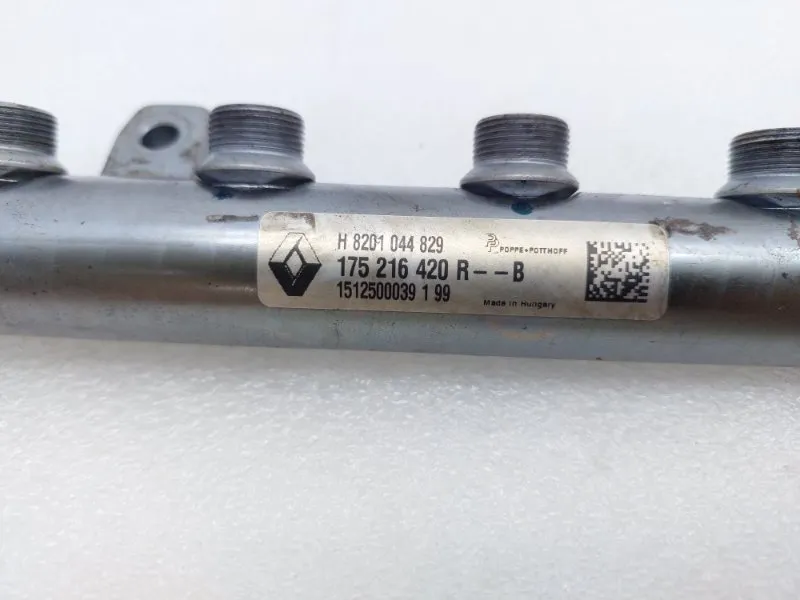 H 8201 044 829
POPPE+POTTHOFF
175 216 420 R--B
1512500039 1 99
Made in Hungary